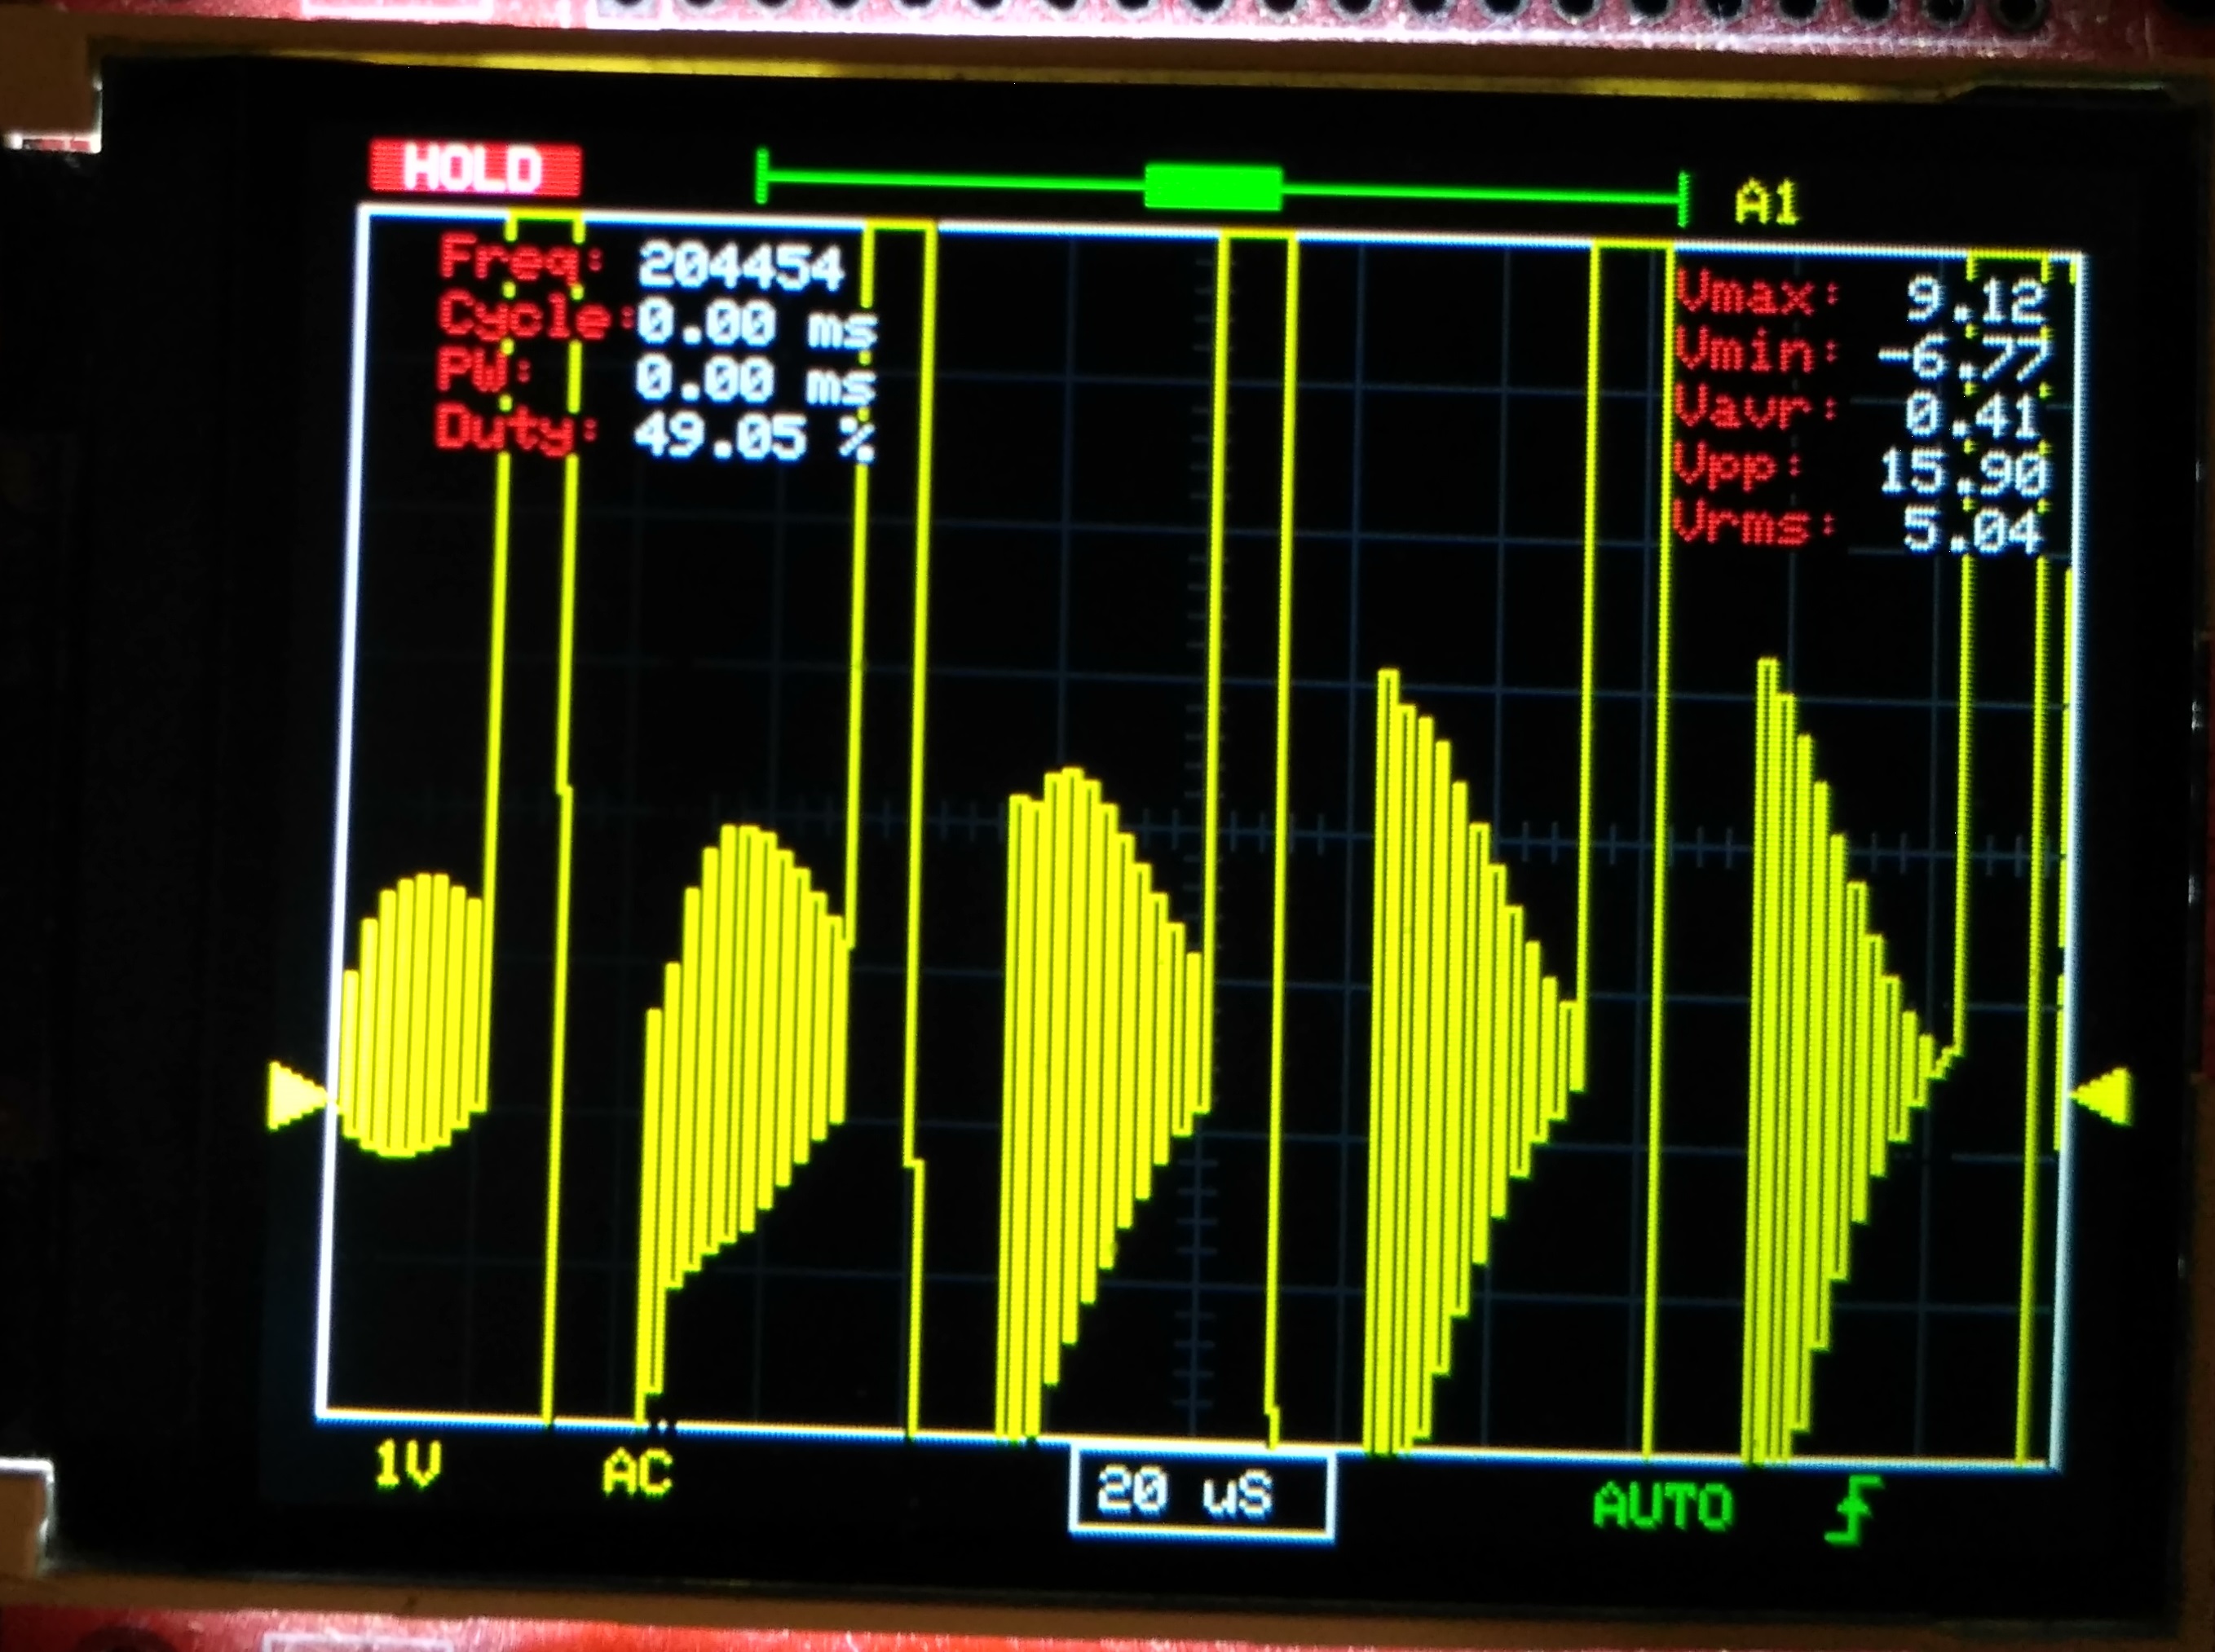 HOLD
A1
Freq: 204454
Cycle: 0.00 ms
PW: 0.00 ms
Duty: 49.05 %
Vmax: 9.12
Vmin: -6.77
Vavr: 0.41
Vpp: 15.90
Vrms: 5.04
1V
AC
20 uS
AUTO